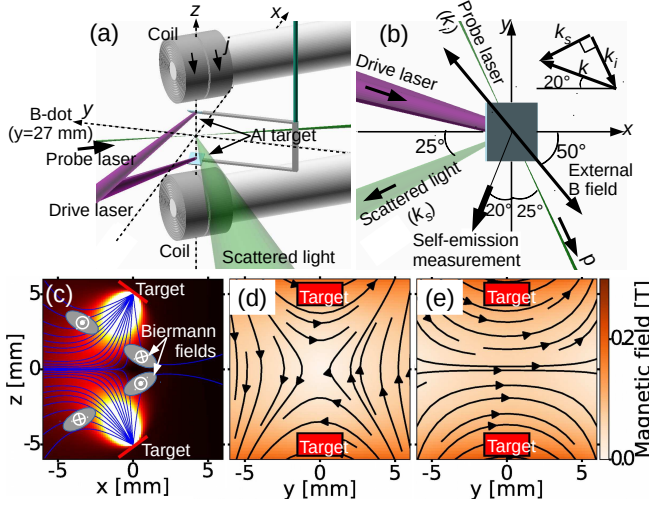 (a)
Coil
z
x
j
B-dot
(y=27 mm)
y
Al target
Probe laser
Drive laser
Coil
Scattered light
(b)
y
Probe laser
(kᵢ)
kₛ
kᵢ
k
20°
Drive laser
x
25°
50°
External
B field
Scattered light
(kₛ)
20°
25°
Self-emission
measurement
p
(c)
Target
Biermann
fields
Target
5
0
-5
z [mm]
-5
0
5
x [mm]
(d)
Target
Target
-5
0
5
y [mm]
(e)
Target
Target
-5
0
5
y [mm]
0.2
0.0
Magnetic field [T]